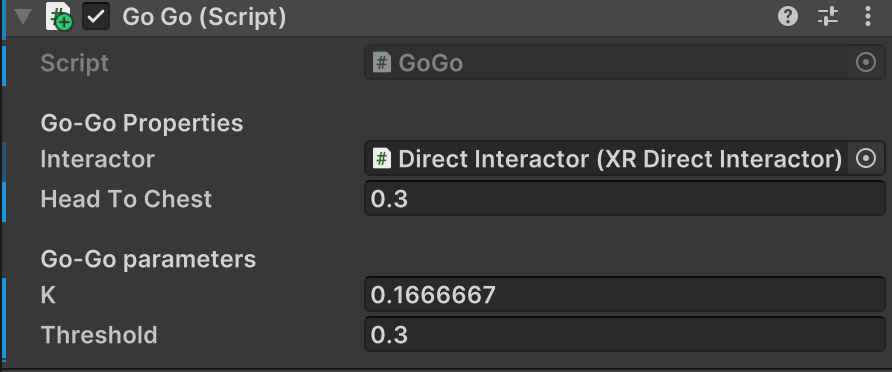 Go Go (Script)
Script GoGo
Go-Go Properties
Interactor Direct Interactor (XR Direct Interactor)
Head To Chest 0.3
Go-Go parameters
K 0.1666667
Threshold 0.3